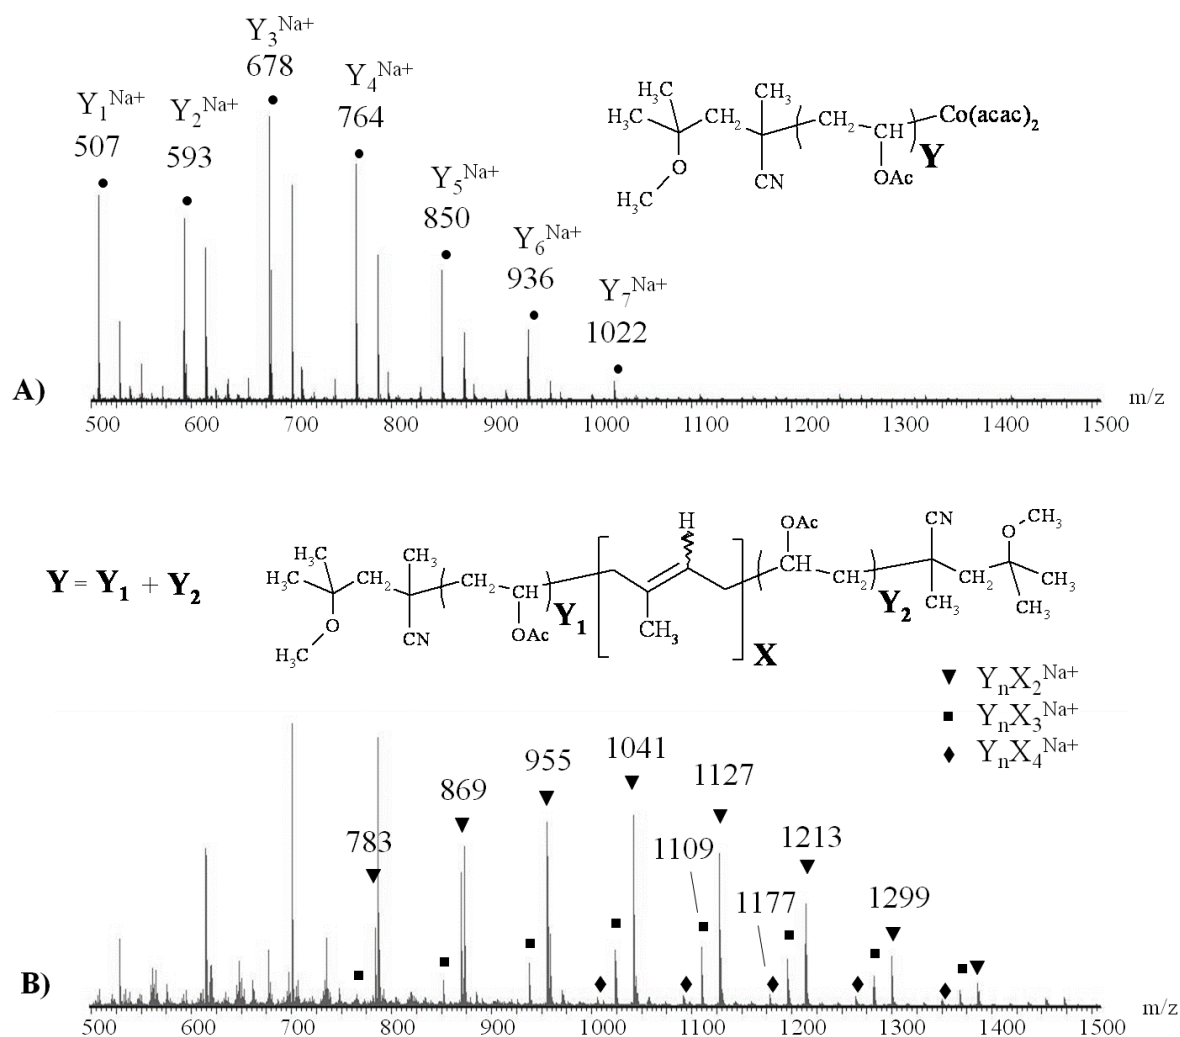 Y₃ᴺᵃ⁺
678
Y₄ᴺᵃ⁺
764
Y₁ᴺᵃ⁺
507
Y₂ᴺᵃ⁺
593
Y₅ᴺᵃ⁺
850
Y₆ᴺᵃ⁺
936
Y₇ᴺᵃ⁺
1022
H₃C
CH₃
H₃C
CH₂
CH₂
CH
Co(acac)₂
O
CN
OAc
Y
H₃C
A)
m/z
500 600 700 800 900 1000 1100 1200 1300 1400 1500
Y = Y₁ + Y₂
H₃C
CH₃
H₃C
CH₂
CH₂
CH
O
CN
OAc
Y₁
H₃C
H
CH₃
X
OAc
CH
CH₂
Y₂
CN
CH₃
CH₂
O
CH₃
CH₃
CH₃
YₙX₂ᴺᵃ⁺
YₙX₃ᴺᵃ⁺
YₙX₄ᴺᵃ⁺
783
869
955
1041
1127
1109
1213
1177
1299
B)
500 600 700 800 900 1000 1100 1200 1300 1400 1500
m/z